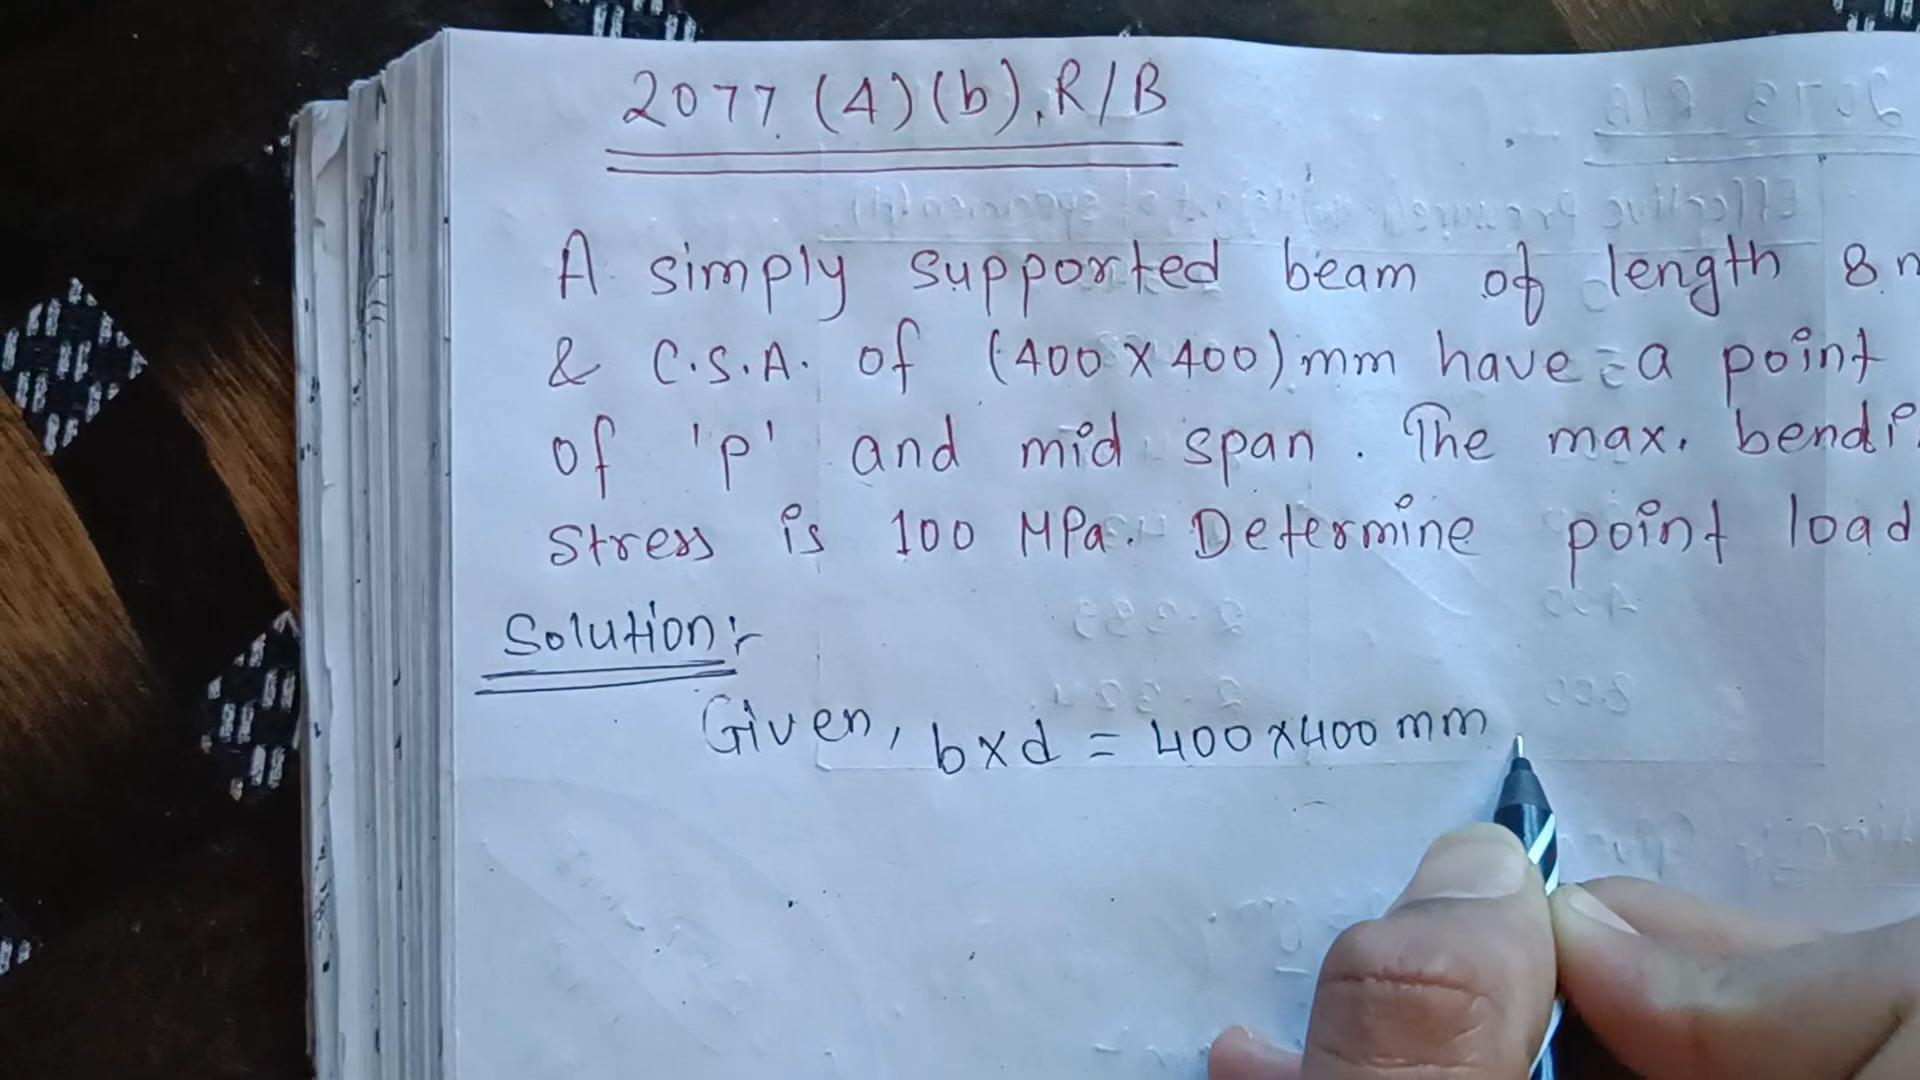 2077 (4)(b), R/B
A simply supported beam of length 8
& C.S.A. of (400 × 400) mm have a point
of 'p' and mid span. The max. bendi
stress is 100 MPa. Determine point load
Solution:-
Given, b×d = 400×400 mm